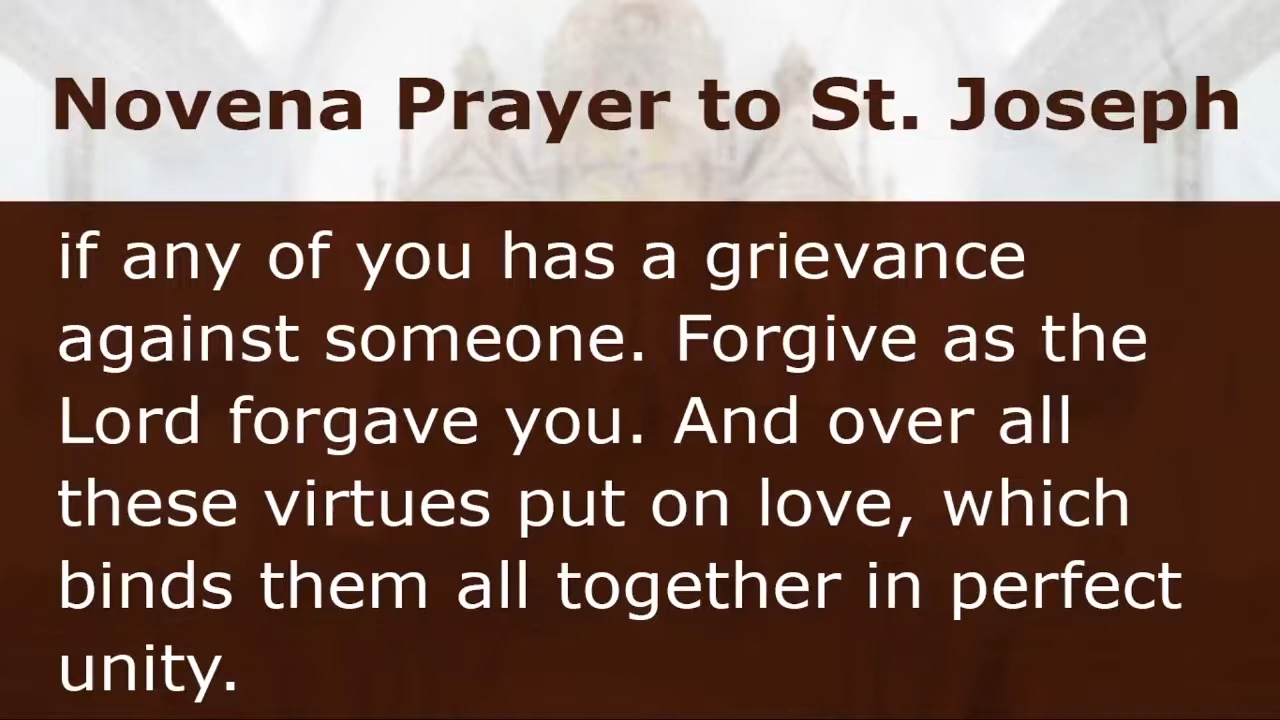 Novena Prayer to St. Joseph
if any of you has a grievance
against someone. Forgive as the
Lord forgave you. And over all
these virtues put on love, which
binds them all together in perfect
unity.